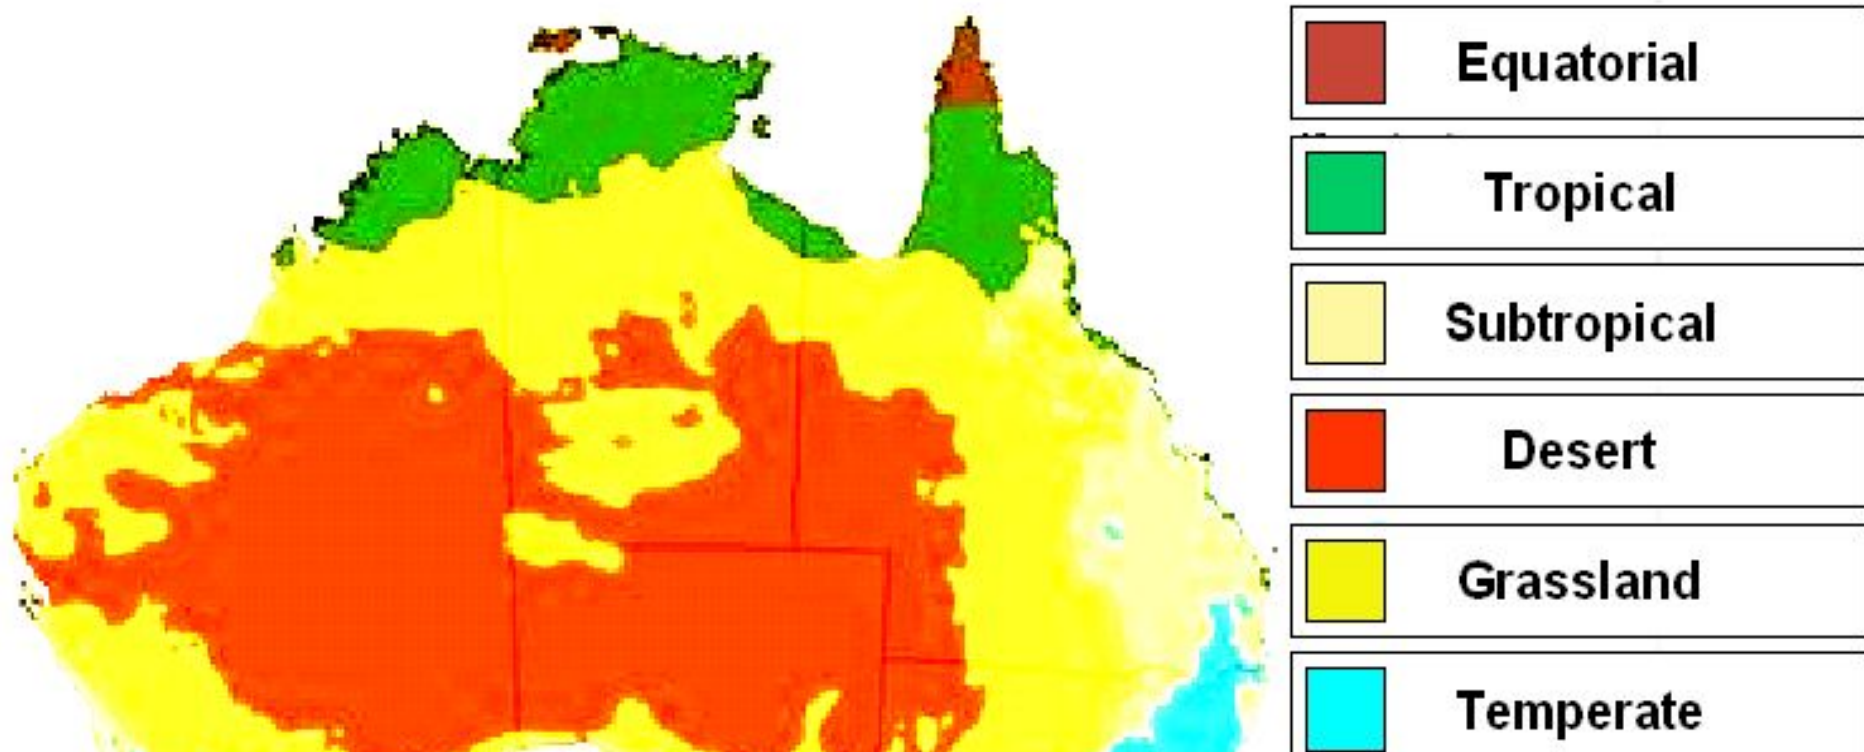 Equatorial
Tropical
Subtropical
Desert
Grassland
Temperate